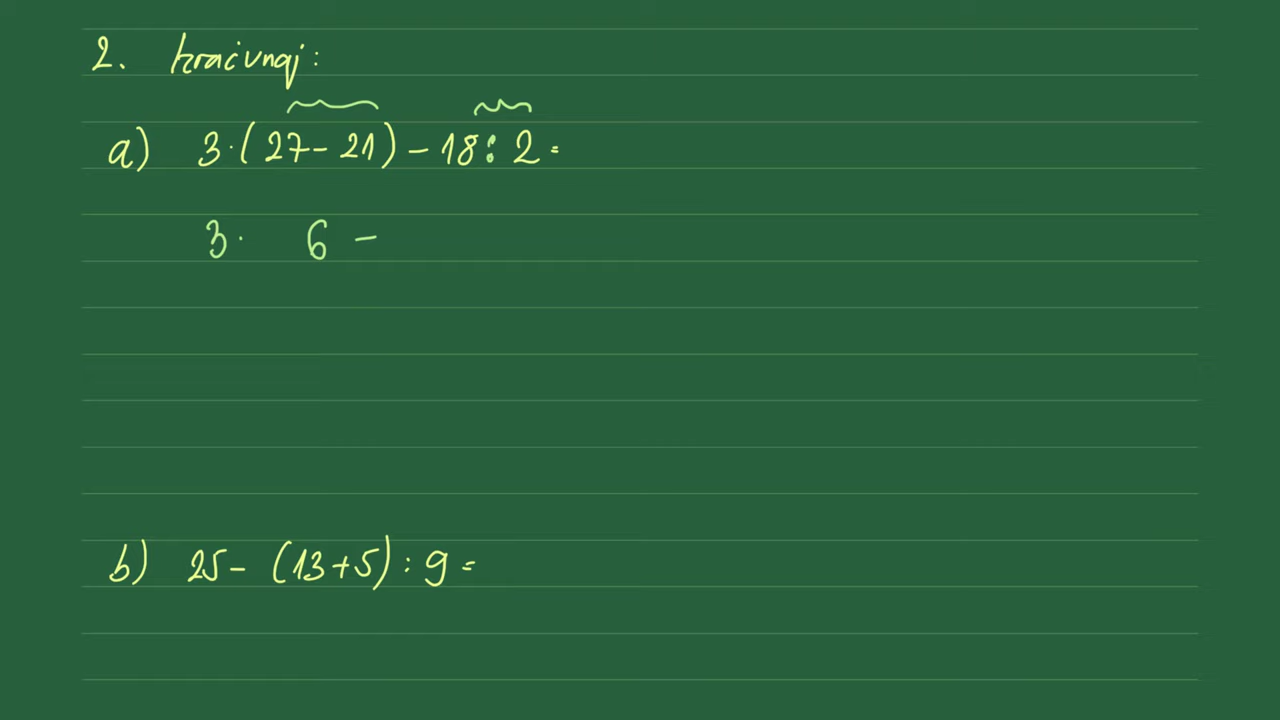 2. Izračunaj:
a) 3·(27-21)-18:2=
3· 6 -
b) 25-(13+5):9=